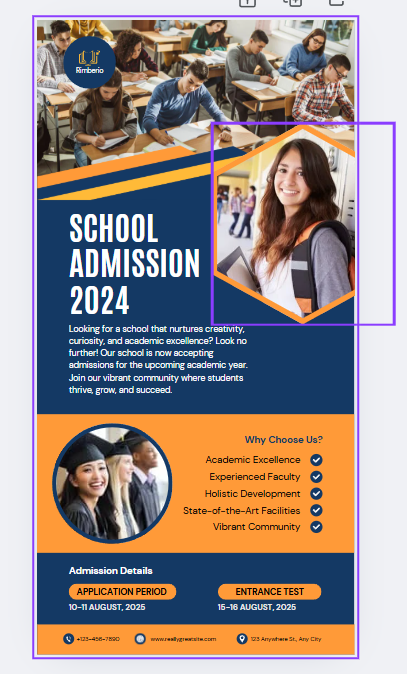 Rimberio
SCHOOL
ADMISSION
2024
Looking for a school that nurtures creativity,
curiosity, and academic excellence? Look no
further! Our school is now accepting
admissions for the upcoming academic year.
Join our vibrant community where students
thrive, grow, and succeed.
Why Choose Us?
Academic Excellence
Experienced Faculty
Holistic Development
State-of-the-Art Facilities
Vibrant Community
Admission Details
APPLICATION PERIOD
10-11 AUGUST, 2025
ENTRANCE TEST
15-16 AUGUST, 2025
+123-456-7890
www.reallygreatsite.com
123 Anywhere St., Any City